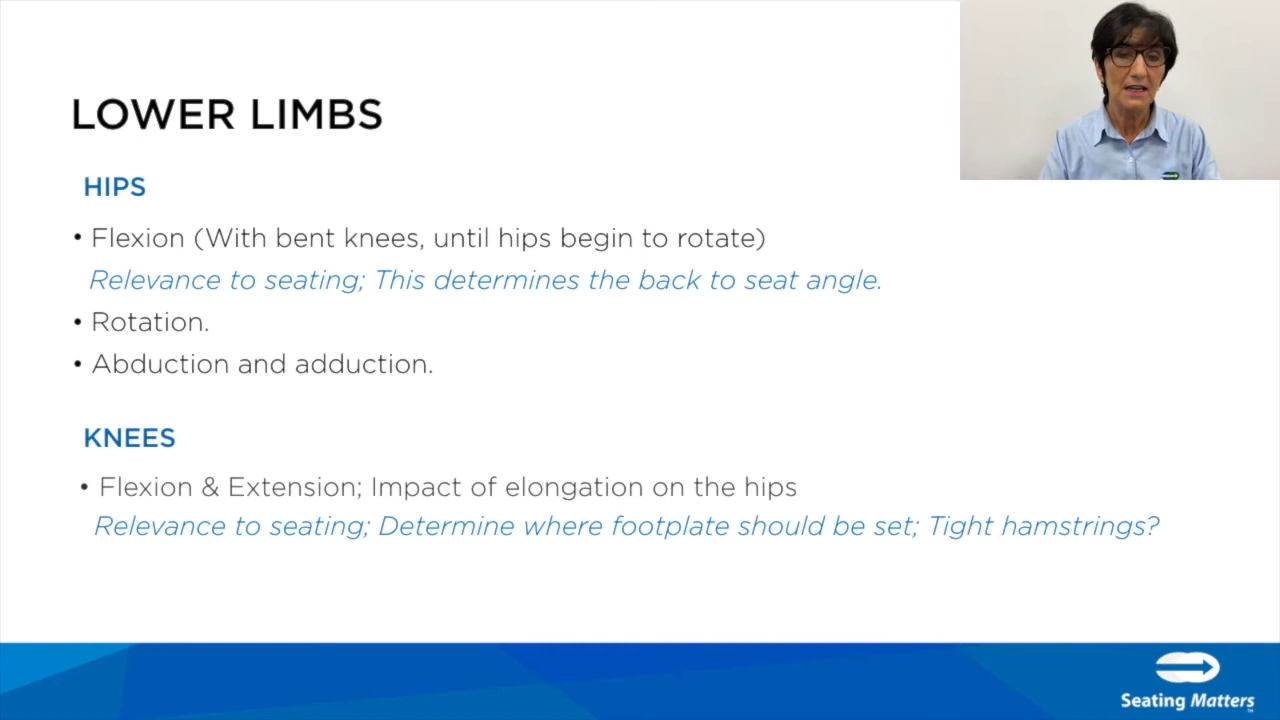 LOWER LIMBS
HIPS
• Flexion (With bent knees, until hips begin to rotate)
Relevance to seating; This determines the back to seat angle.
• Rotation.
• Abduction and adduction.
KNEES
• Flexion & Extension; Impact of elongation on the hips
Relevance to seating; Determine where footplate should be set; Tight hamstrings?
Seating Matters™